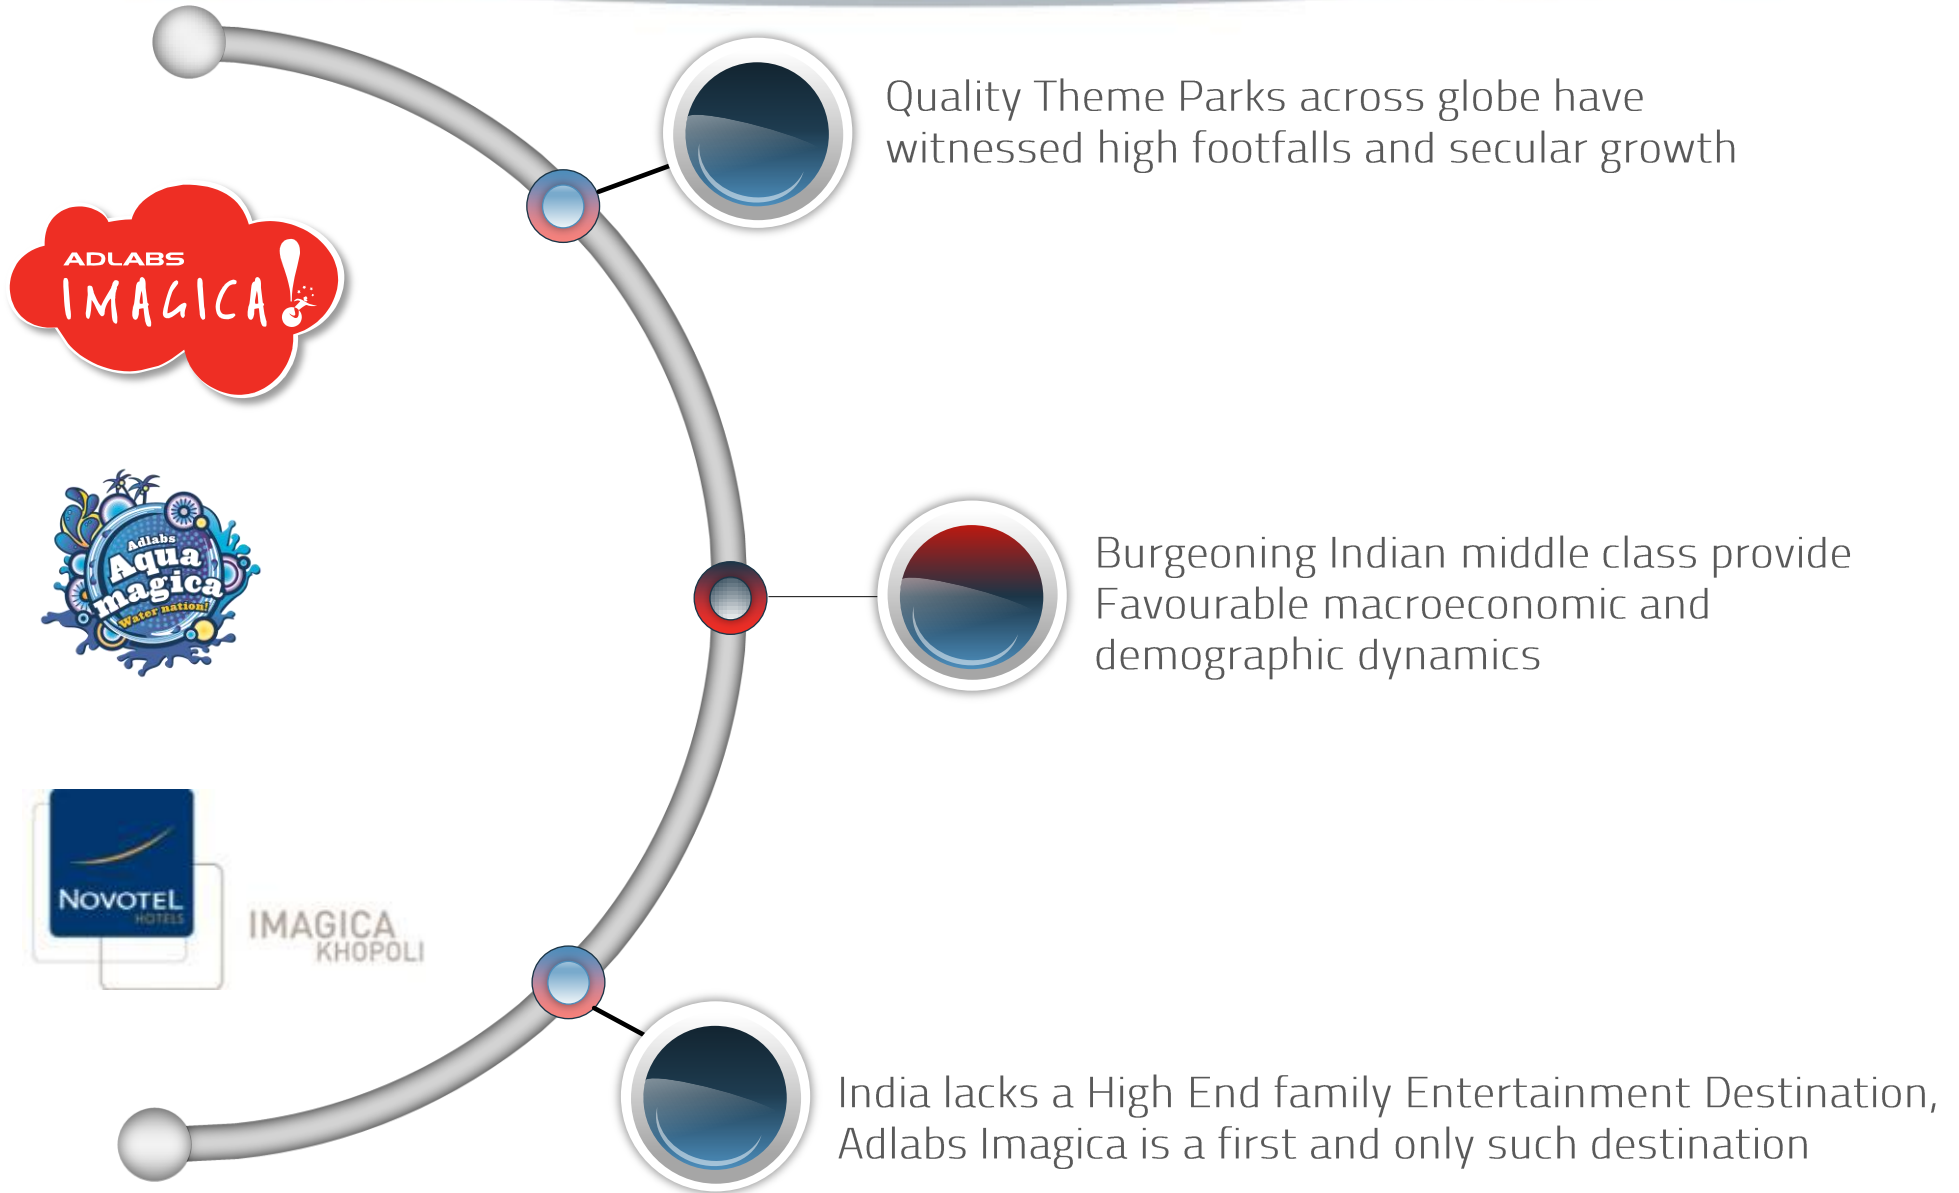 Quality Theme Parks across globe have
witnessed high footfalls and secular growth
ADLABS
IMAGICA!
Adlabs
Aqua
magica
Water nation!
Burgeoning Indian middle class provide
Favourable macroeconomic and
demographic dynamics
NOVOTEL
HOTELS
IMAGICA
KHOPOLI
India lacks a High End family Entertainment Destination,
Adlabs Imagica is a first and only such destination